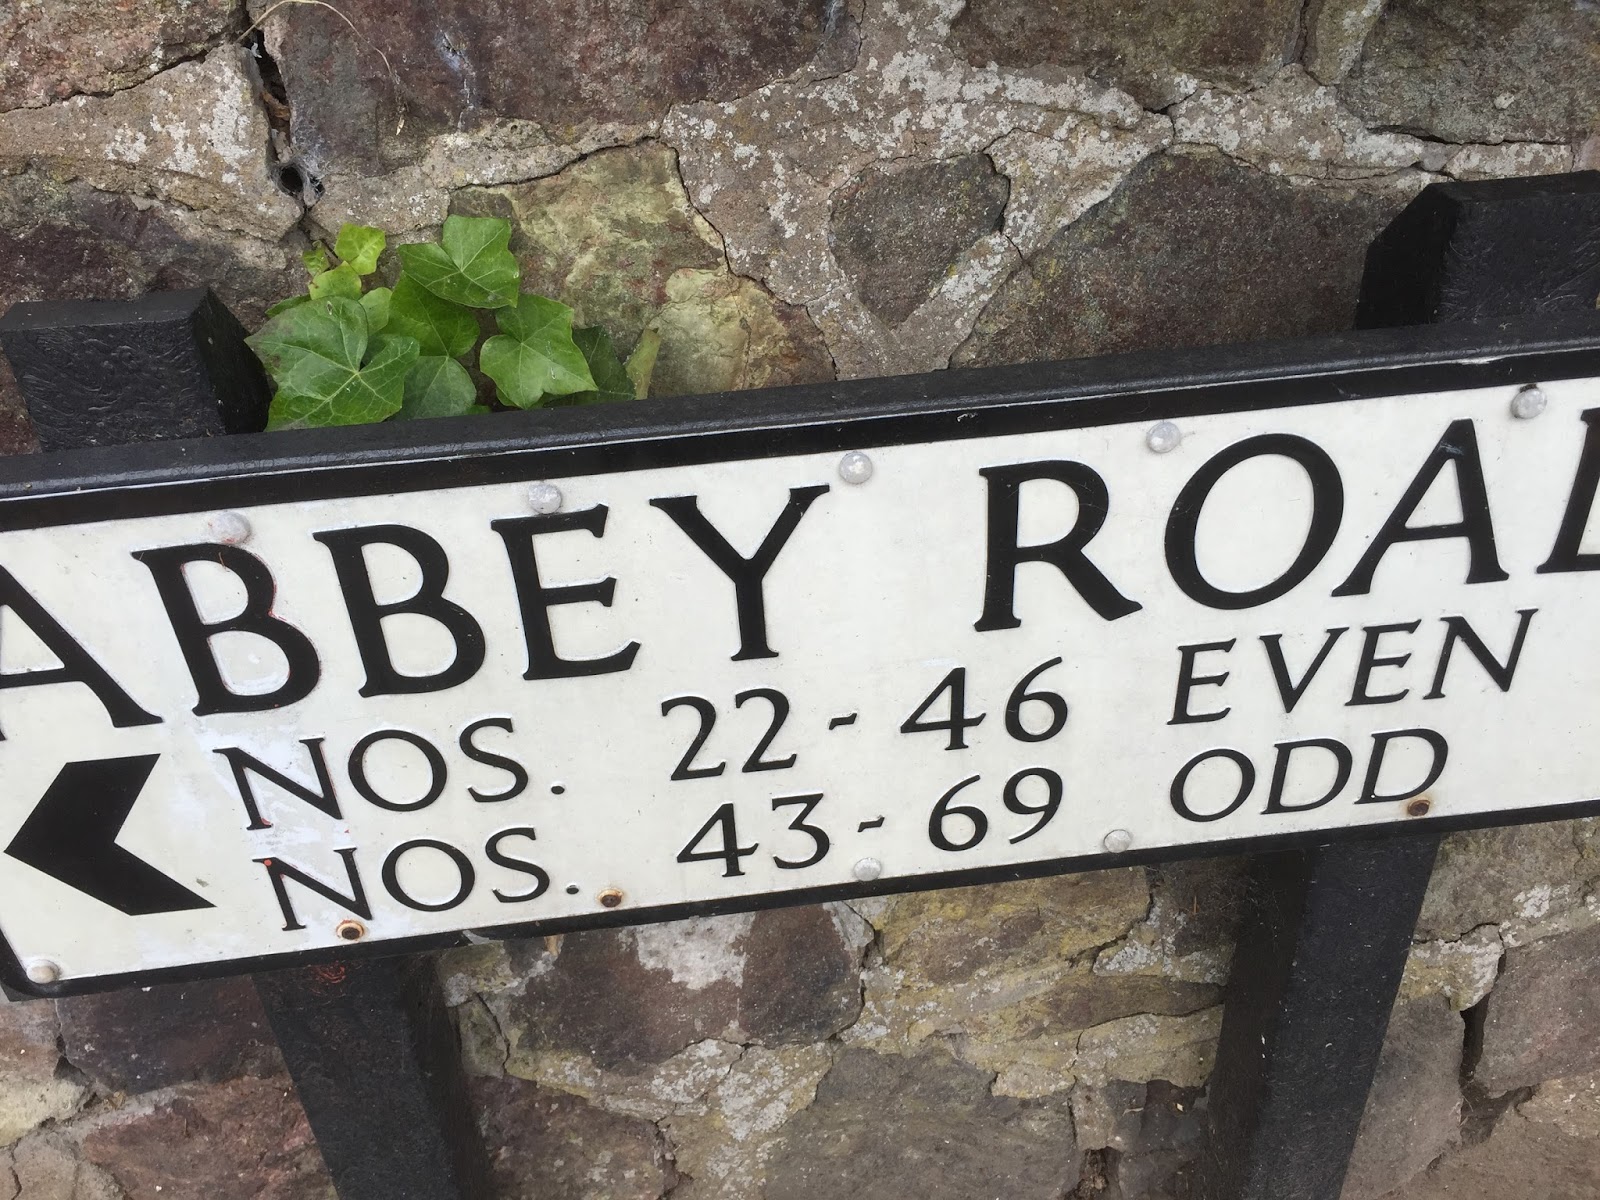 ABBEY ROAD
NOS. 22-46 EVEN
NOS. 43-69 ODD